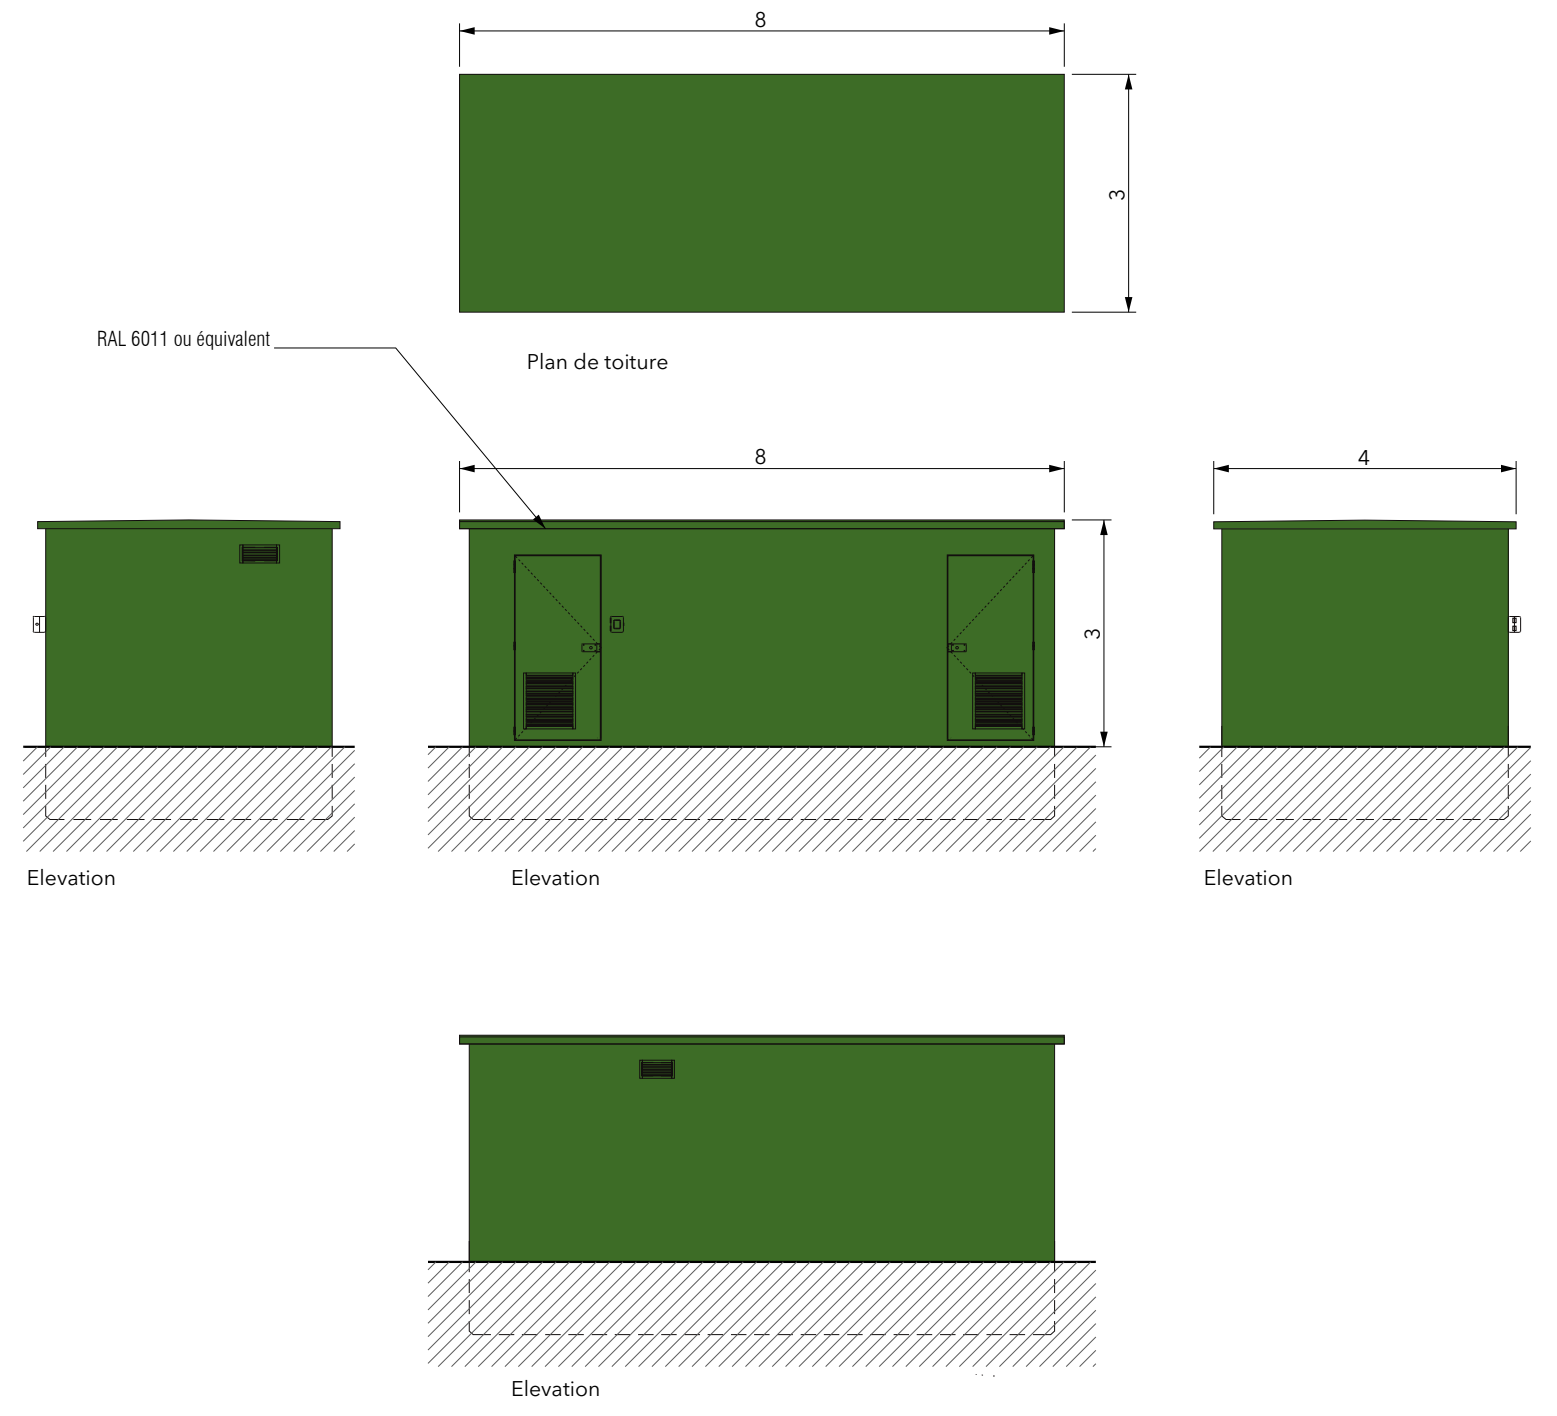 8
3
RAL 6011 ou équivalent
Plan de toiture
8
4
3
Elevation
Elevation
Elevation
Elevation